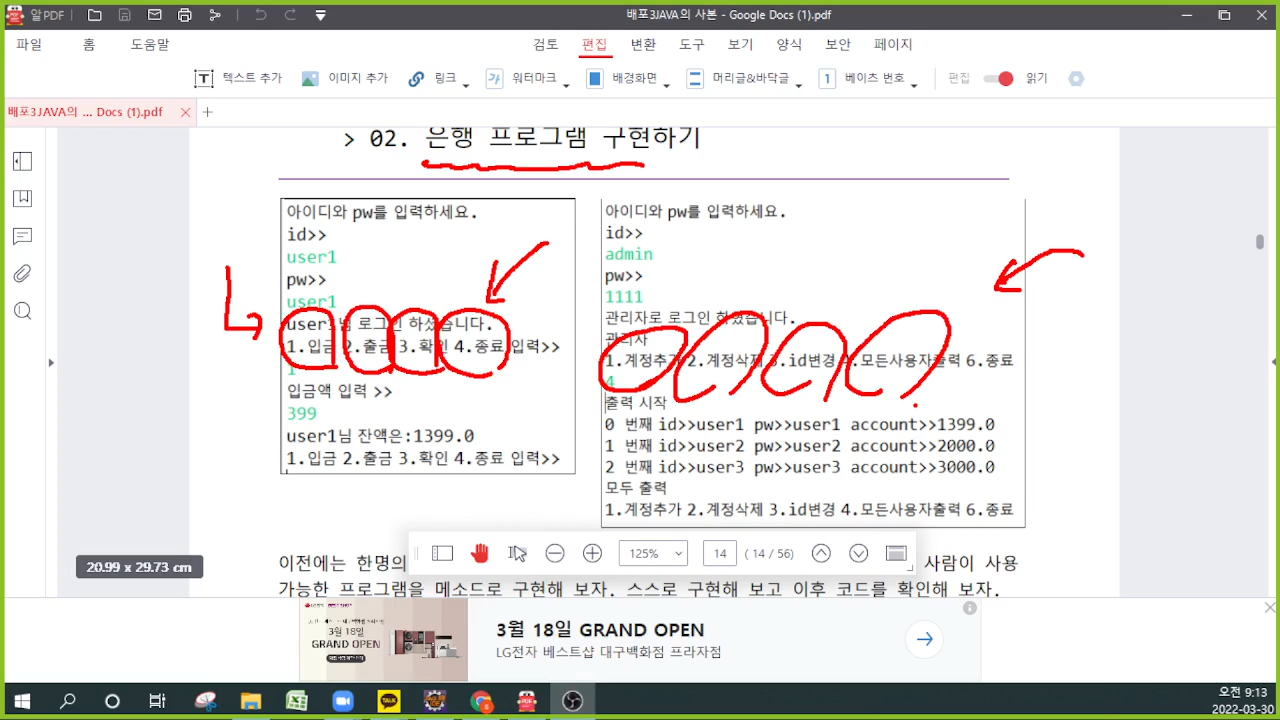 알PDF
배포3JAVA의 사본 - Google Docs (1).pdf
파일 홈 도움말 검토 편집 변환 도구 보기 양식 보안 페이지
텍스트 추가 이미지 추가 링크 워터마크 배경화면 머리글&바닥글 베이츠 번호 편집 읽기
배포3JAVA의 ... Docs (1).pdf
> 02. 은행 프로그램 구현하기
아이디와 pw를 입력하세요.
id>>
user1
pw>>
user1
user1님 로그인 하셨습니다.
1.입금 2.출금 3.확인 4.종료 입력>>
1
입금액 입력 >>
399
user1님 잔액은:1399.0
1.입금 2.출금 3.확인 4.종료 입력>>
아이디와 pw를 입력하세요.
id>>
admin
pw>>
1111
관리자로 로그인 하였습니다.
관리자
1.계정추가 2.계정삭제 3.id변경 4.모든사용자출력 6.종료
4
출력 시작
0 번째 id>>user1 pw>>user1 account>>1399.0
1 번째 id>>user2 pw>>user2 account>>2000.0
2 번째 id>>user3 pw>>user3 account>>3000.0
모두 출력
1.계정추가 2.계정삭제 3.id변경 4.모든사용자출력 6.종료
125% 14 ( 14 / 56)
20.99 x 29.73 cm
이전에는 한명의 사람이 사용
가능한 프로그램을 메소드로 구현해 보자. 스스로 구현해 보고 이후 코드를 확인해 보자.
3월 18일
GRAND OPEN
3월 18일 GRAND OPEN
LG전자 베스트샵 대구백화점 프라자점
TALK
오전 9:13
2022-03-30